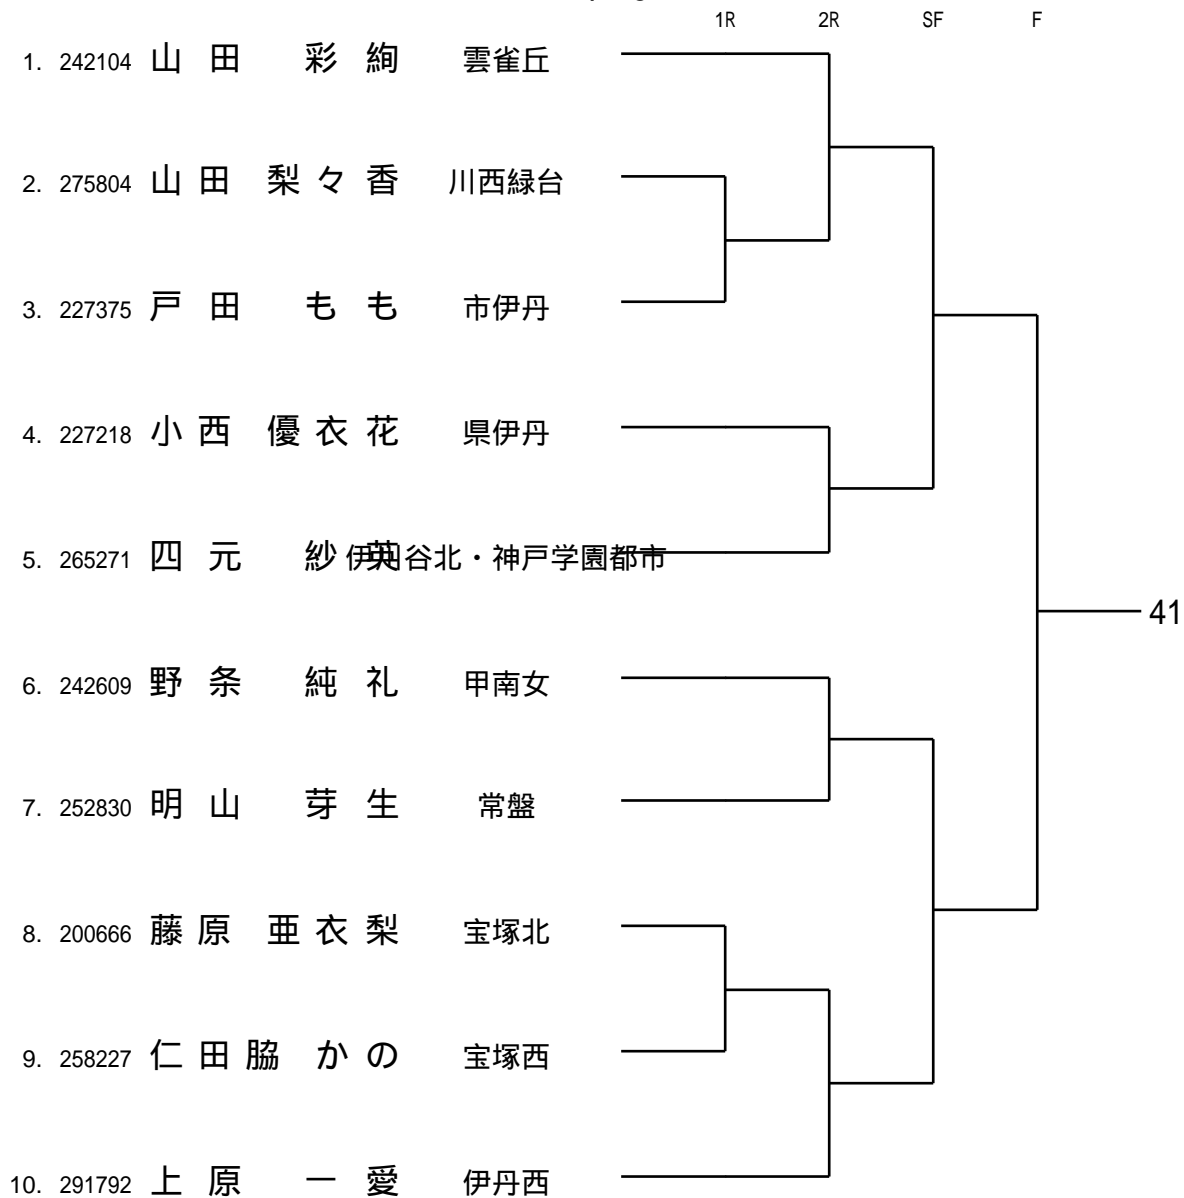 1R 2R SF F
1. 242104 山田 彩絢 雲雀丘
2. 275804 山田 梨々香 川西緑台
3. 227375 戸田 もも 市伊丹
4. 227218 小西 優衣花 県伊丹
5. 265271 四元 紗英 伊川谷北・神戸学園都市
41
6. 242609 野条 純礼 甲南女
7. 252830 明山 芽生 常盤
8. 200666 藤原 亜衣梨 宝塚北
9. 258227 仁田脇 かの 宝塚西
10. 291792 上原 一愛 伊丹西